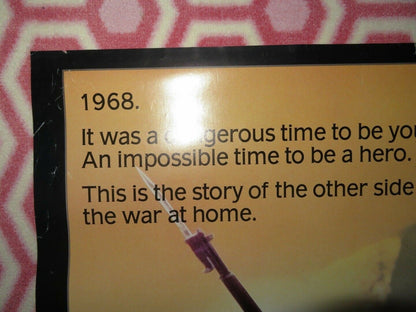 1968.
It was a dangerous time to be you
An impossible time to be a hero.
This is the story of the other side
the war at home.